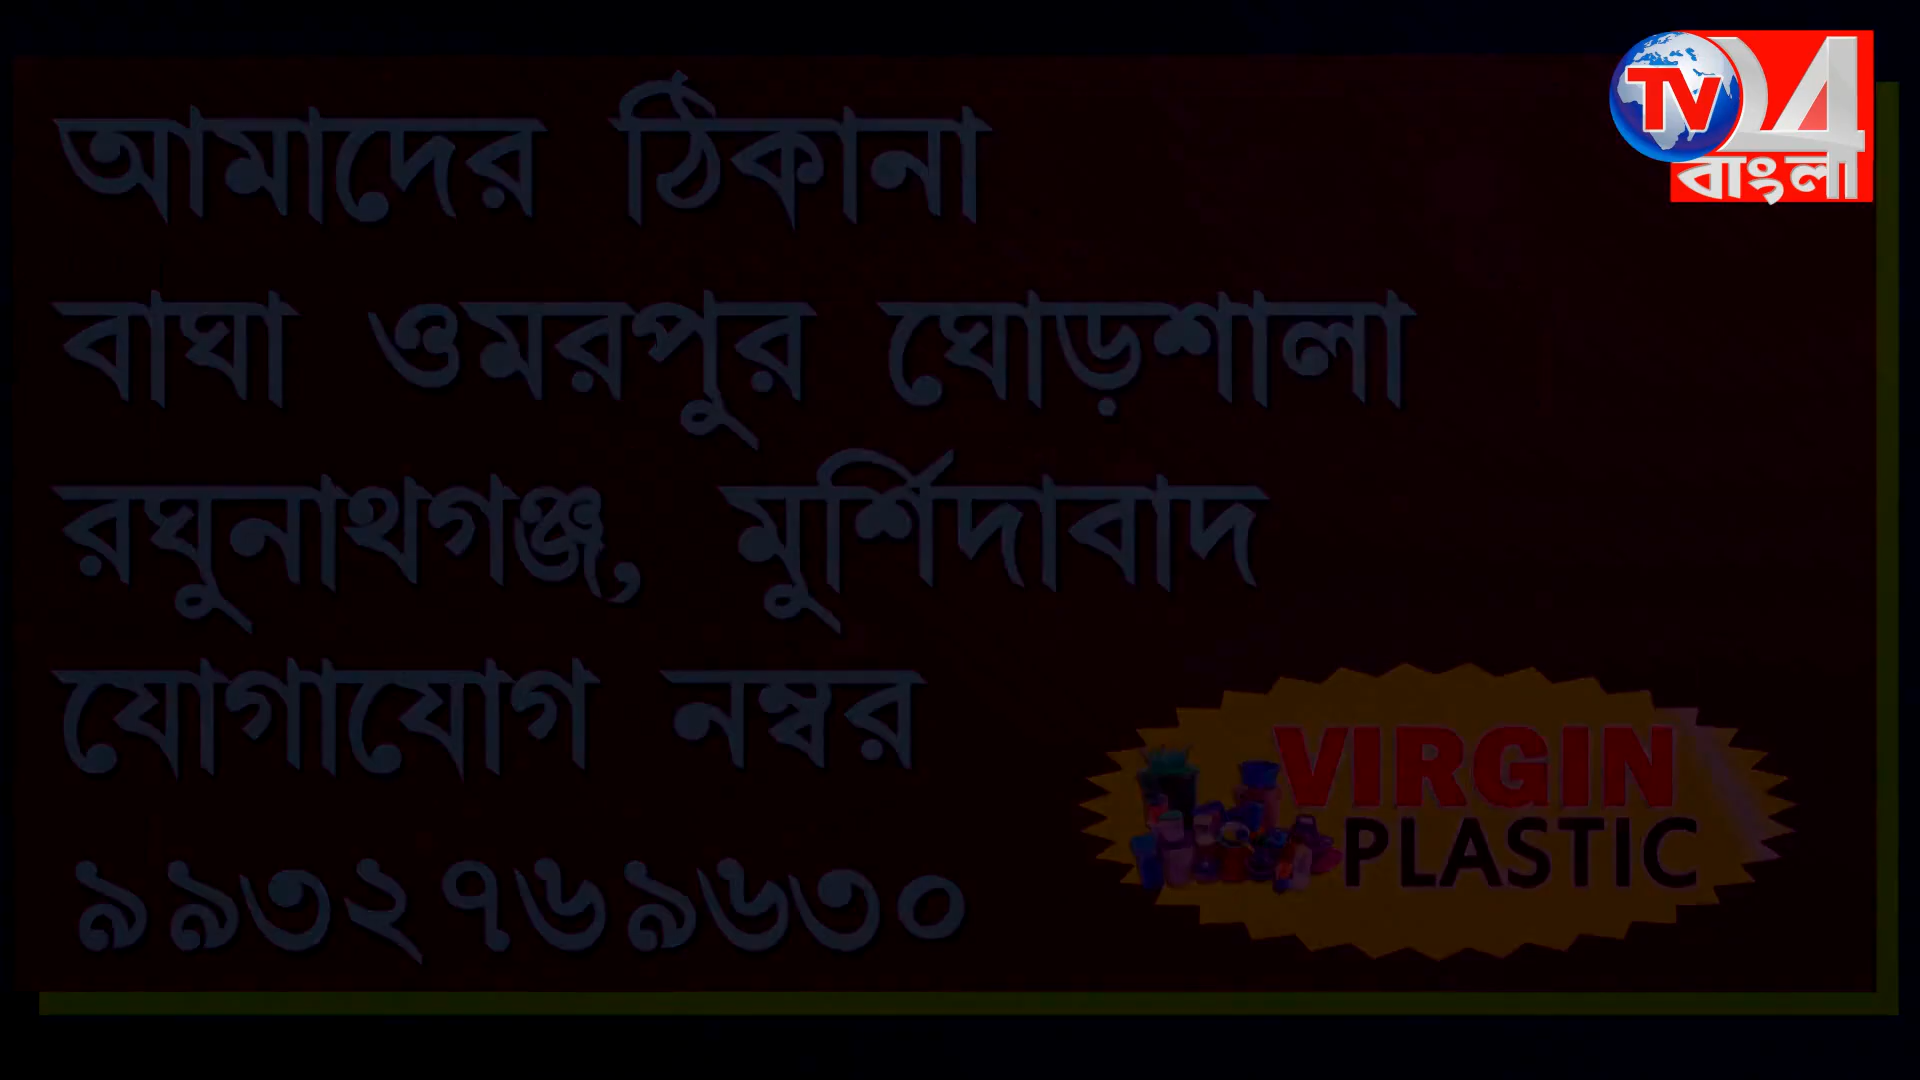 TV 24
বাংলা
আমাদের ঠিকানা
বাঘা ওমরপুর ঘোড়শালা
রঘুনাথগঞ্জ, মুর্শিদাবাদ
যোগাযোগ নম্বর
৯৯৩২৭৬৯৬৩০
VIRGIN
PLASTIC